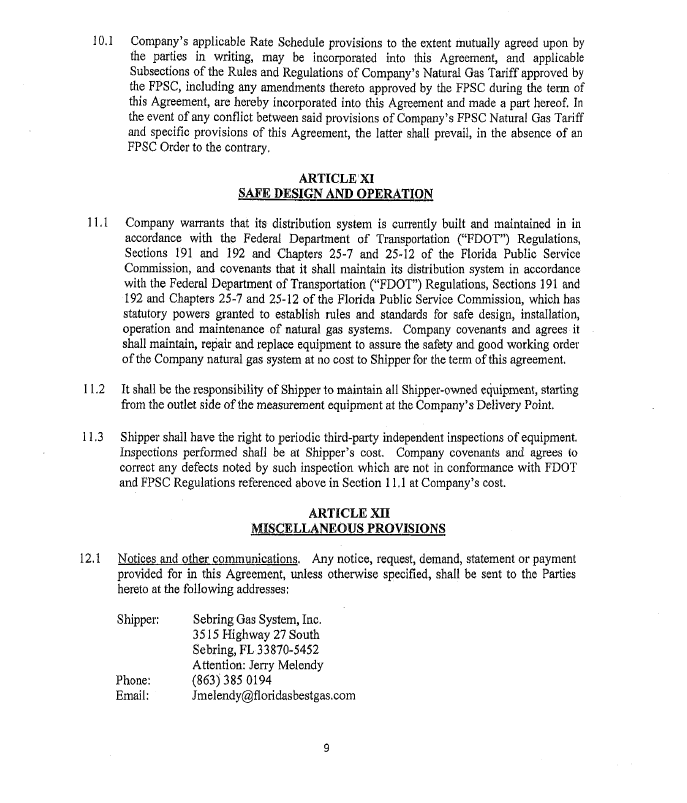 10.1 Company's applicable Rate Schedule provisions to the extent mutually agreed upon by
the parties in writing, may be incorporated into this Agreement, and applicable
Subsections of the Rules and Regulations of Company's Natural Gas Tariff approved by
the FPSC, including any amendments thereto approved by the FPSC during the term of
this Agreement, are hereby incorporated into this Agreement and made a part hereof. In
the event of any conflict between said provisions of Company's FPSC Natural Gas Tariff
and specific provisions of this Agreement, the latter shall prevail, in the absence of an
FPSC Order to the contrary.
ARTICLE XI
SAFE DESIGN AND OPERATION
11.1 Company warrants that its distribution system is currently built and maintained in in
accordance with the Federal Department of Transportation ("FDOT") Regulations,
Sections 191 and 192 and Chapters 25-7 and 25-12 of the Florida Public Service
Commission, and covenants that it shall maintain its distribution system in accordance
with the Federal Department of Transportation ("FDOT") Regulations, Sections 191 and
192 and Chapters 25-7 and 25-12 of the Florida Public Service Commission, which has
statutory powers granted to establish rules and standards for safe design, installation,
operation and maintenance of natural gas systems. Company covenants and agrees it
shall maintain, repair and replace equipment to assure the safety and good working order
of the Company natural gas system at no cost to Shipper for the term of this agreement.
11.2 It shall be the responsibility of Shipper to maintain all Shipper-owned equipment, starting
from the outlet side of the measurement equipment at the Company's Delivery Point.
11.3 Shipper shall have the right to periodic third-party independent inspections of equipment.
Inspections performed shall be at Shipper's cost. Company covenants and agrees to
correct any defects noted by such inspection which are not in conformance with FDOT
and FPSC Regulations referenced above in Section 11.1 at Company's cost.
ARTICLE XII
MISCELLANEOUS PROVISIONS
12.1 Notices and other communications. Any notice, request, demand, statement or payment
provided for in this Agreement, unless otherwise specified, shall be sent to the Parties
hereto at the following addresses:
Shipper: Sebring Gas System, Inc.
3515 Highway 27 South
Sebring, FL 33870-5452
Attention: Jerry Melendy
Phone: (863) 385 0194
Email: Jmelendy@floridasbestgas.com
9